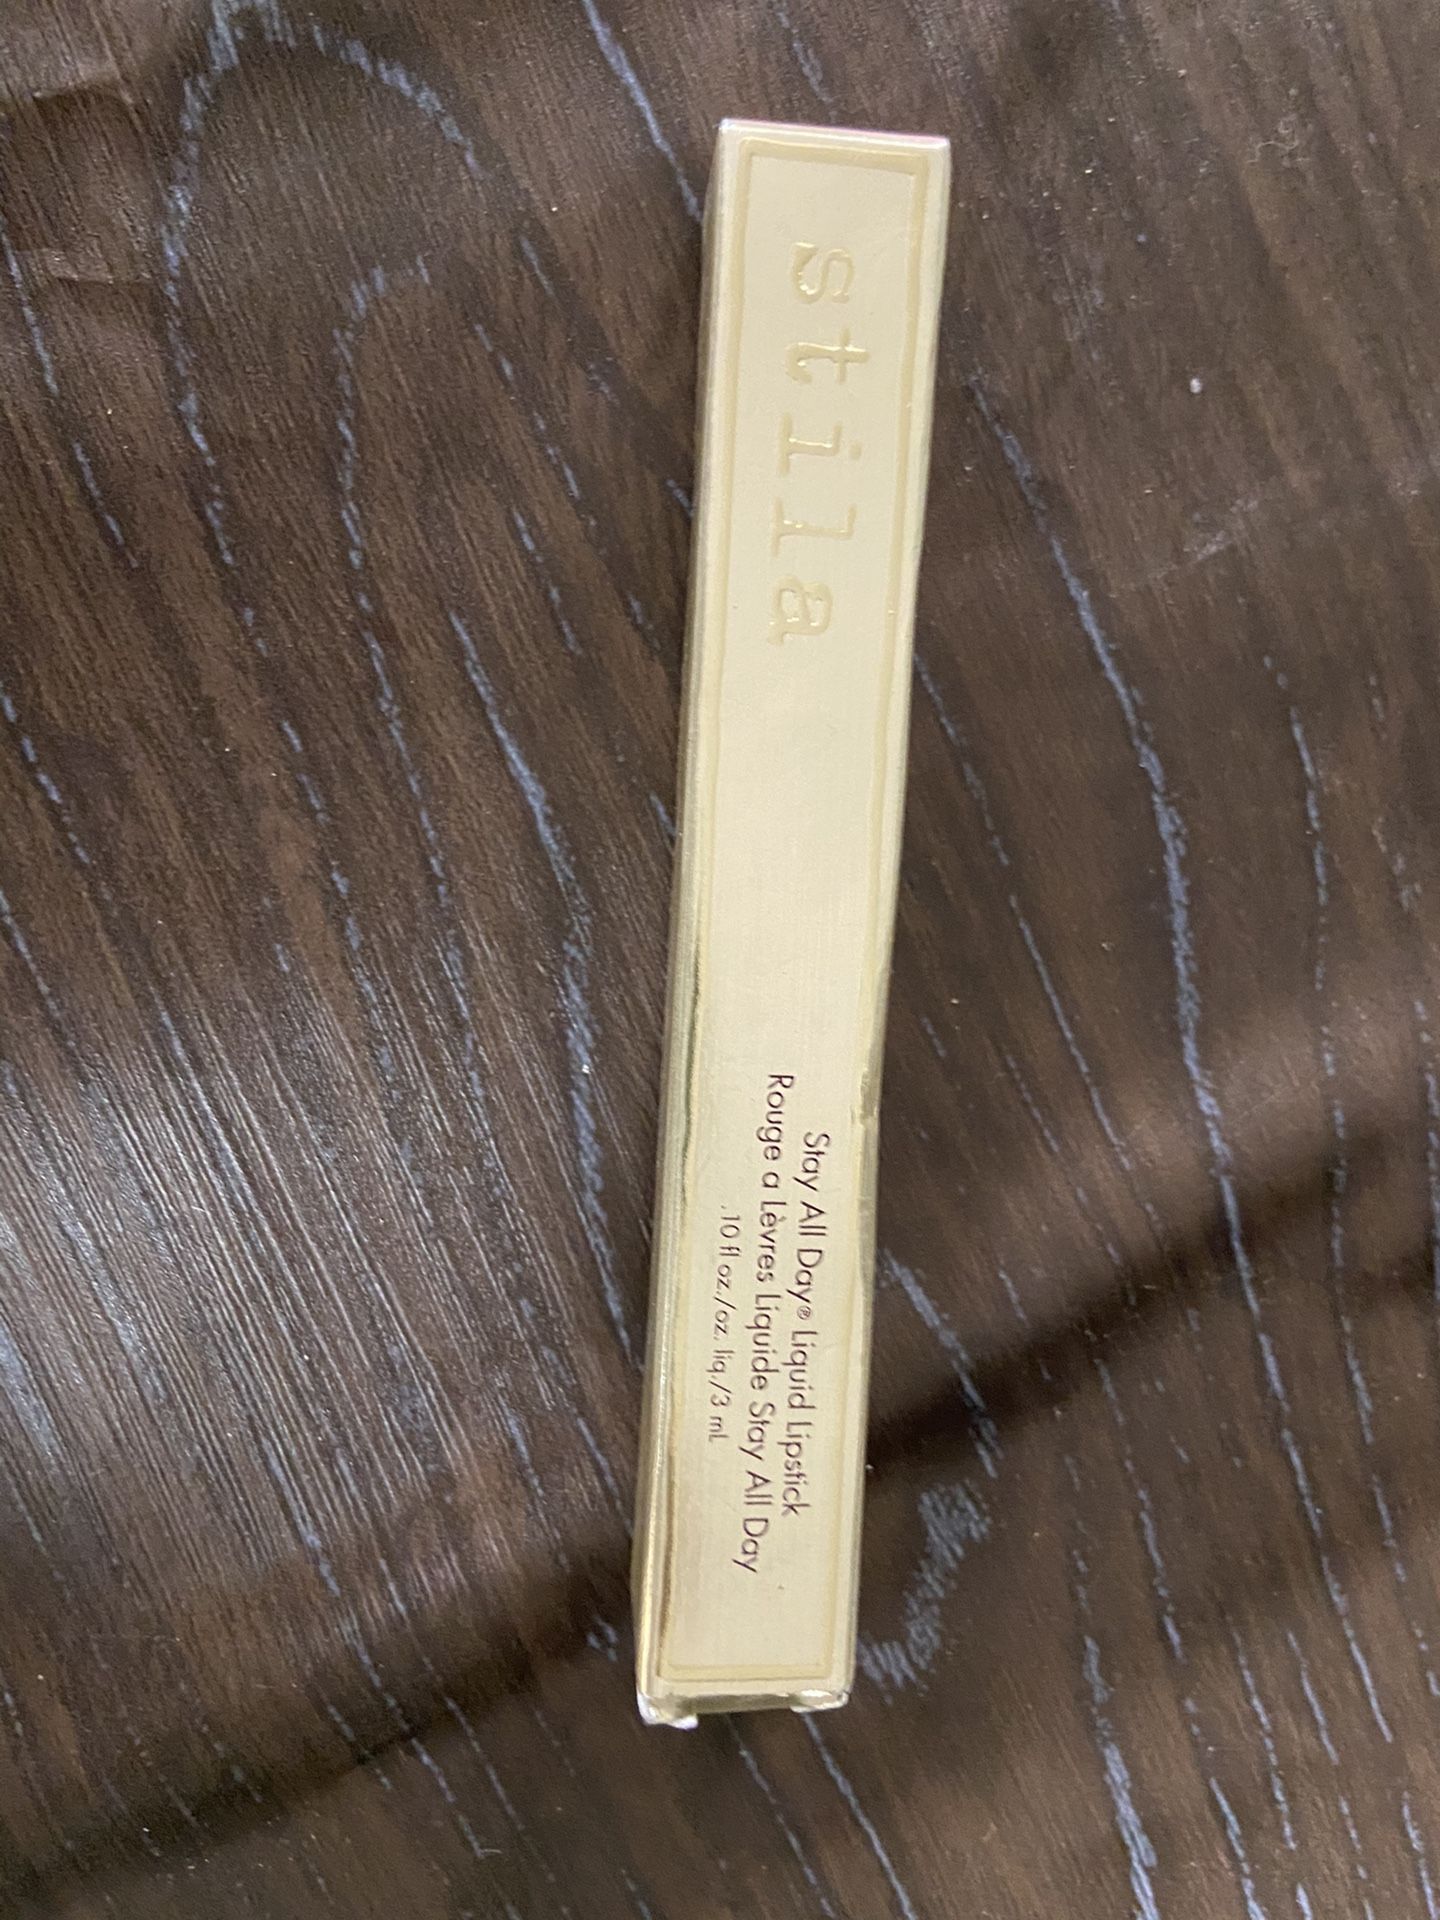 stila
Stay All Day® Liquid Lipstick
Rouge a Lèvres Liquide Stay All Day
.10 fl oz./oz. liq./3 mL